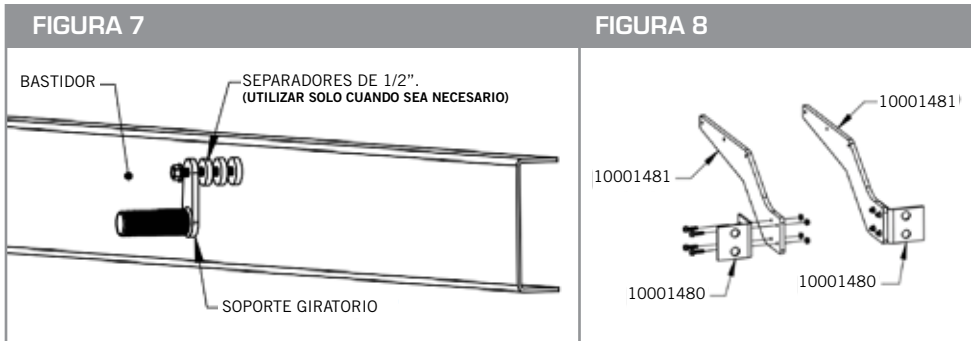 FIGURA 7
BASTIDOR
SEPARADORES DE 1/2”.
(UTILIZAR SOLO CUANDO SEA NECESARIO)
SOPORTE GIRATORIO
FIGURA 8
10001481
10001481
10001480
10001480